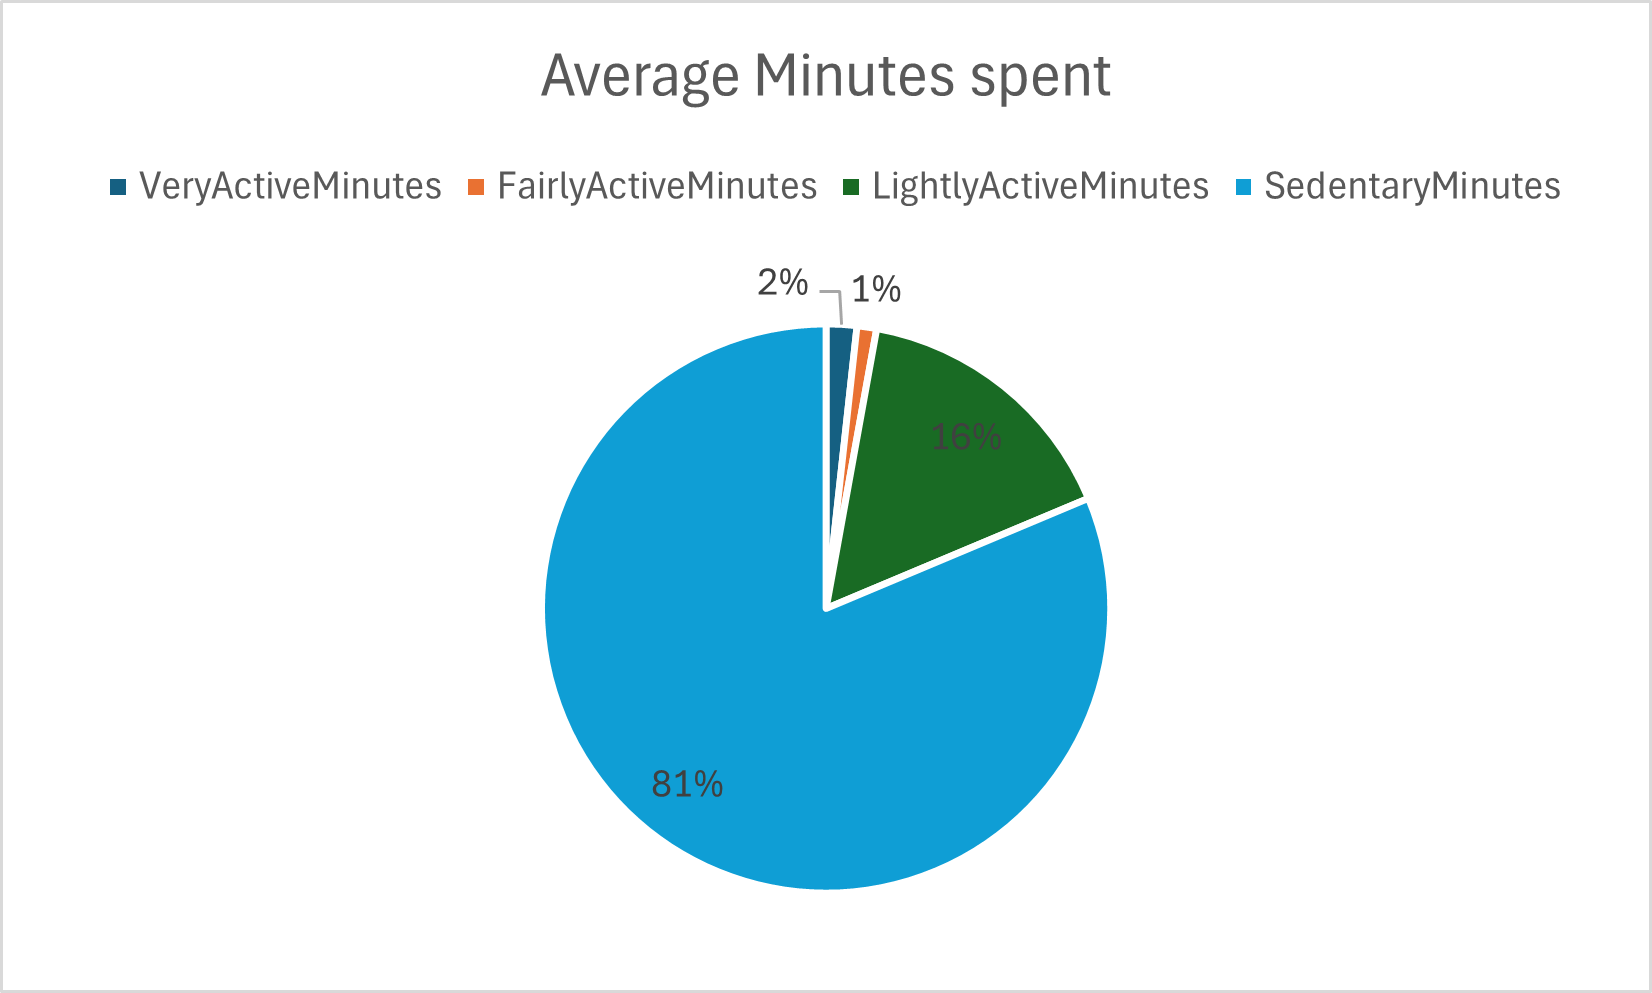 Average Minutes spent
VeryActiveMinutes FairlyActiveMinutes LightlyActiveMinutes SedentaryMinutes
2% 1%
16%
81%